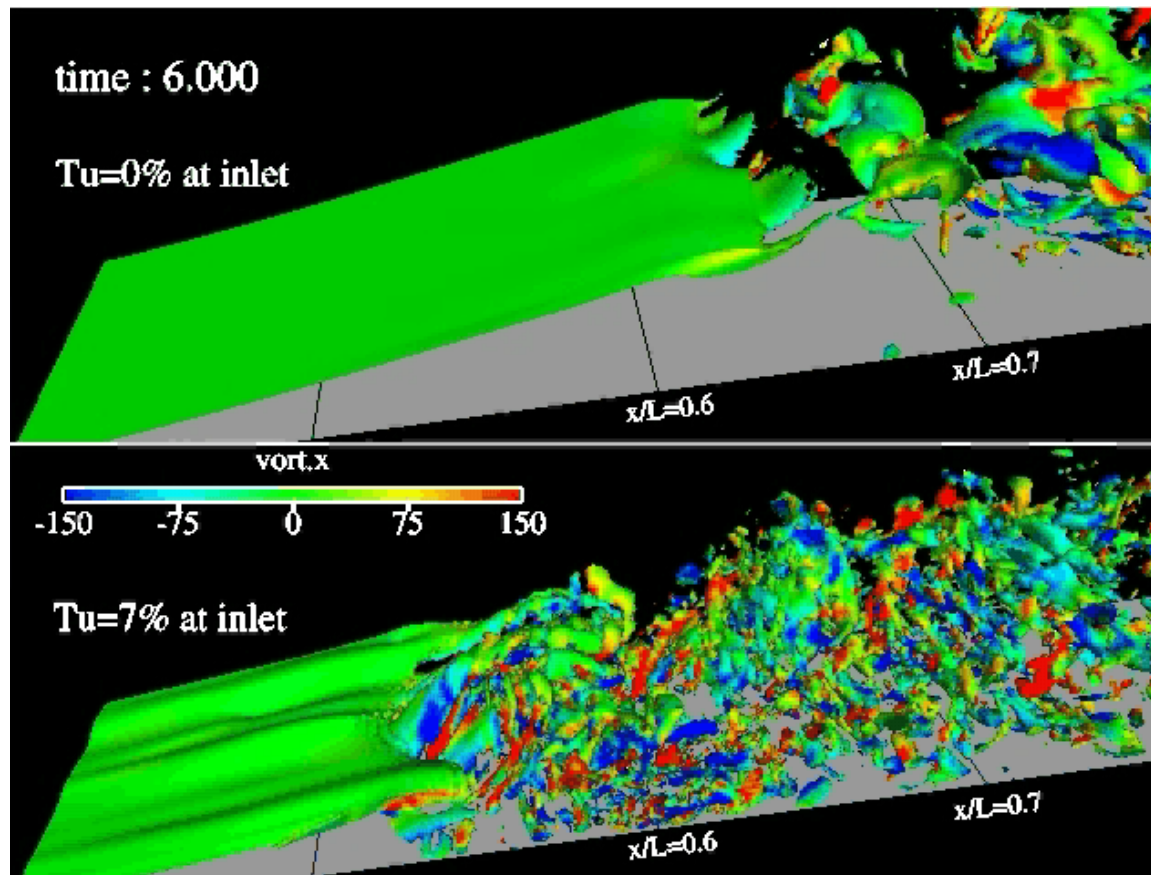 time : 6.000
Tu=0% at inlet
x/L=0.7
x/L=0.6
vort.x
-150 -75 0 75 150
Tu=7% at inlet
x/L=0.7
x/L=0.6